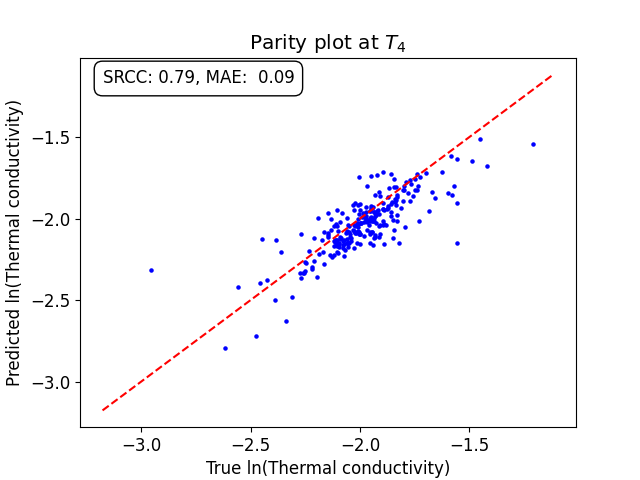 Parity plot at T₄
SRCC: 0.79, MAE:  0.09
Predicted ln(Thermal conductivity)
−1.5
−2.0
−2.5
−3.0
−3.0 −2.5 −2.0 −1.5
True ln(Thermal conductivity)